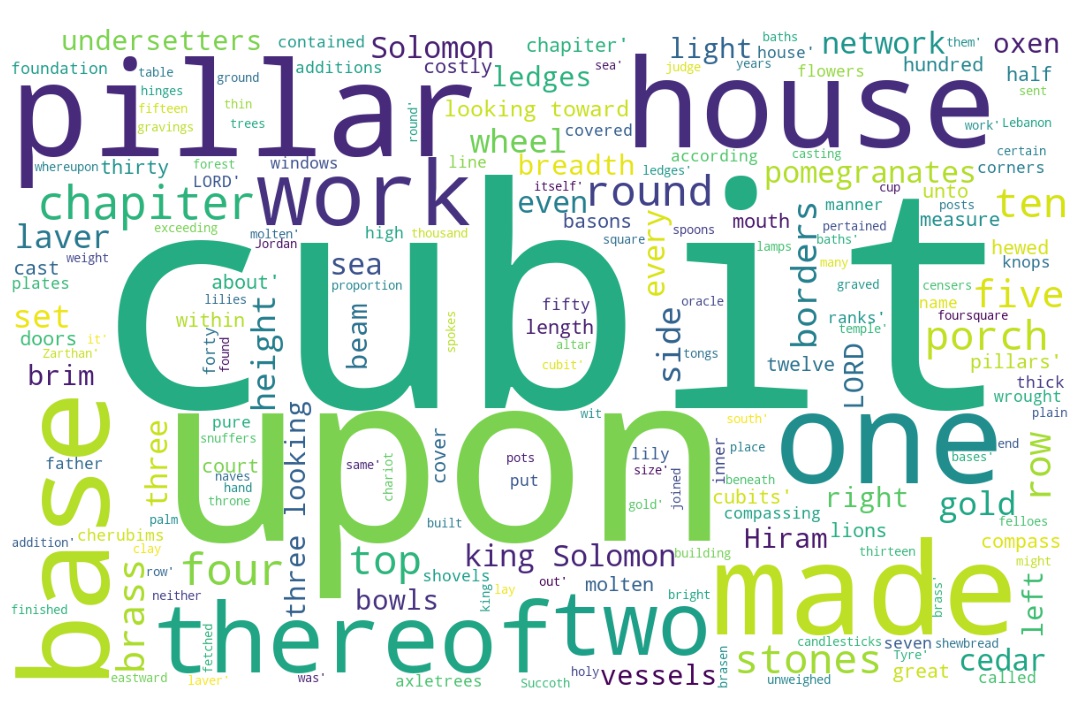 undersetters contained Solomon chapiter' light baths house' network them' oxen
foundation table additions costly ledges sea' judge years flowers hundred half
hinges ground sent
pillar house
fifteen thin looking toward
gravings trees round' wheel covered work' Lebanon
whereupon thirty forest windows line breadth according casting certain corners
LORD' work itself' round ledges' pomegranates cup unto ten
chapiter even manner posts
exceeding molten' high thousand basons mouth borders pertained measure
laver Jordan square spoons baths' hewed
weight sea every lamps many knops
cast about' proportion
plates cubit graved censers five
lilies fifty oracle name
set within height beam length side ranks' foursquare
doors it' forty found spokes altar tongs temple' porch
Zarthan' cubit' twelve LORD pillars'
brim thick
wrought
base upon wit south' one plain
pure three looking cover same' chariot pots lily inner place end
father three snuffers put size' joined bases' row
court beneath
naves
hand
throne gold' cubits' right gold
palm compassing felloes
cherubims built Hiram lions
addition' clay king Solomon building thirteen compass
brass four top made might
row' shovels out' molten left
neither bowls king lay bright brass'
finished
thereof two
fetched candlesticks seven shewbread
Tyre' cedar
eastward laver' was' axletrees Succoth holy vessels brasen stones unweighed great called